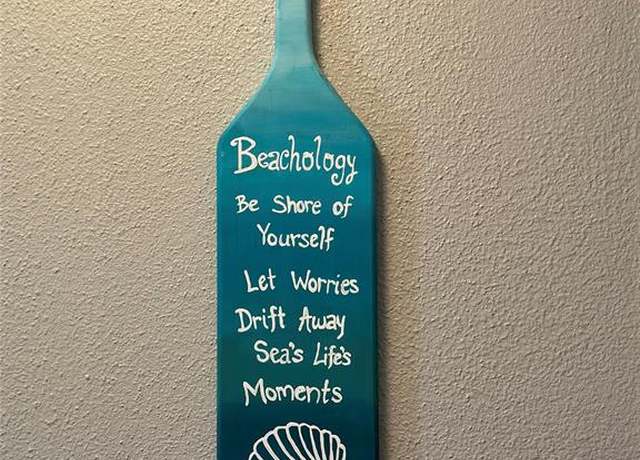 Beachology
Be Shore of
Yourself
Let Worries
Drift Away
Sea's Life's
Moments